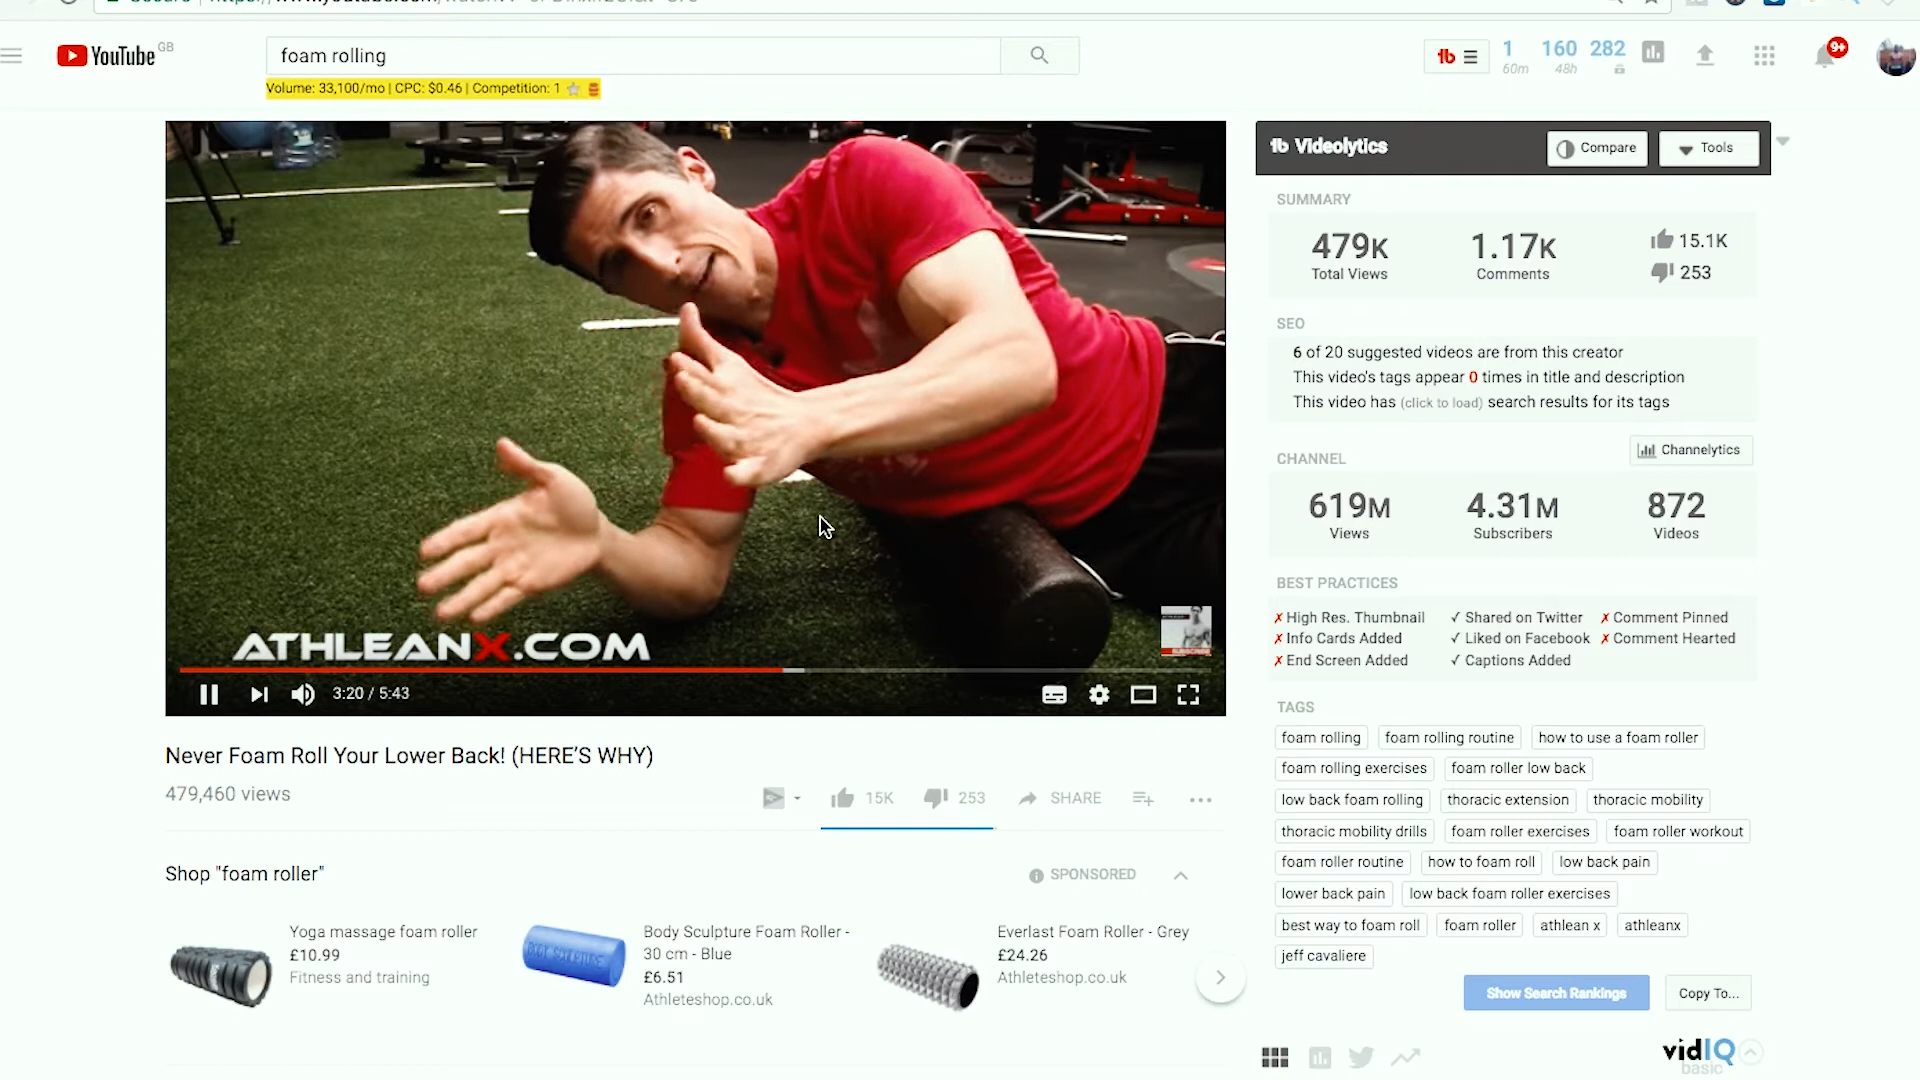 YouTube GB
foam rolling
1 160 282
60m 48h
9+
Volume: 33,100/mo | CPC: $0.46 | Competition: 1
Videolytics
Compare
Tools
SUMMARY
479K 1.17K 15.1K
Total Views Comments 253
SEO
6 of 20 suggested videos are from this creator
This video's tags appear 0 times in title and description
This video has (click to load) search results for its tags
CHANNEL
Channelytics
619M 4.31M 872
Views Subscribers Videos
BEST PRACTICES
✗ High Res. Thumbnail ✓ Shared on Twitter ✗ Comment Pinned
✗ Info Cards Added ✓ Liked on Facebook ✗ Comment Hearted
✗ End Screen Added ✓ Captions Added
TAGS
foam rolling foam rolling routine how to use a foam roller
foam rolling exercises foam roller low back
low back foam rolling thoracic extension thoracic mobility
thoracic mobility drills foam roller exercises foam roller workout
foam roller routine how to foam roll low back pain
lower back pain low back foam roller exercises
best way to foam roll foam roller athlean x athleanx
jeff cavaliere
Show Search Rankings Copy To...
vidIQ
basic
ATHLEANX.COM
3:20 / 5:43
Never Foam Roll Your Lower Back! (HERE'S WHY)
479,460 views
15K 253 SHARE
Shop "foam roller"
SPONSORED
Yoga massage foam roller
£10.99
Fitness and training
Body Sculpture Foam Roller -
30 cm - Blue
£6.51
Athleteshop.co.uk
Everlast Foam Roller - Grey
£24.26
Athleteshop.co.uk